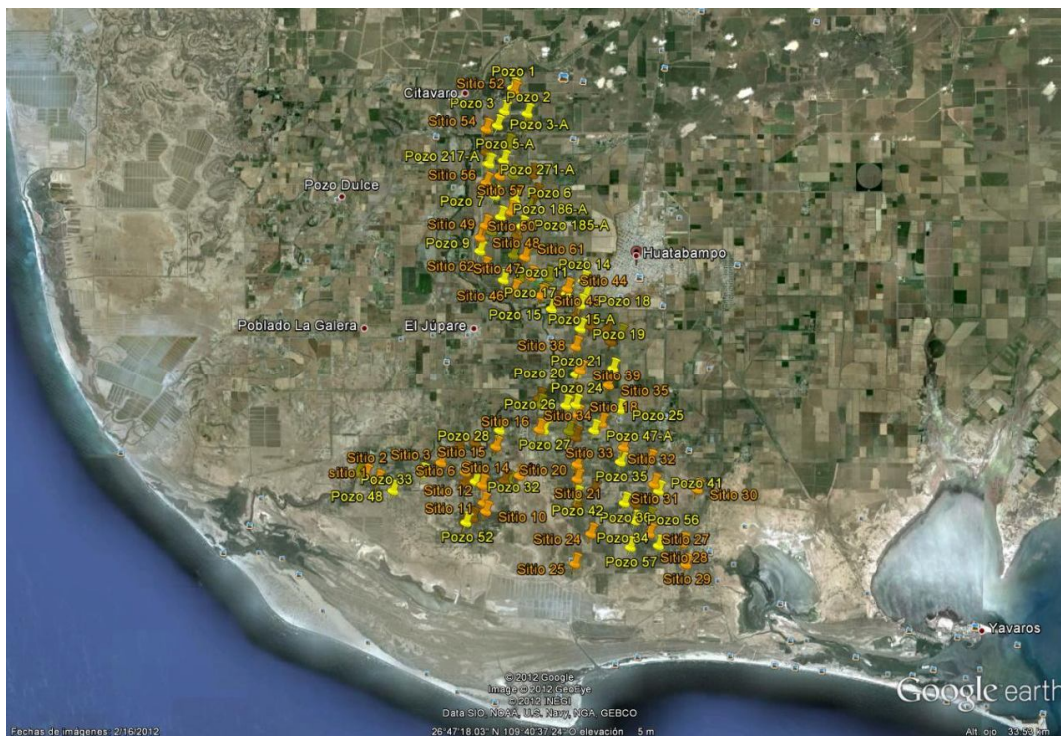 Pozo 1
Sitio 52
Citavaro
Pozo 3
Pozo 2
Sitio 54
Pozo 3-A
Pozo 5-A
Pozo 217-A
Pozo 271-A
Sitio 56
Pozo Dulce
Sitio 57
Pozo 6
Pozo 7
Pozo 186-A
Sitio 49
Sitio 50
Pozo 185-A
Pozo 9
Sitio 48
Sitio 61
Huatabampo
Sitio 62
Sitio 47
Pozo 11
Pozo 14
Sitio 44
Sitio 46
Pozo 17
Sitio 45
Pozo 18
Pozo 15
Pozo 15-A
Poblado La Galera
El Júpare
Pozo 19
Sitio 38
Pozo 21
Pozo 20
Sitio 39
Pozo 24
Sitio 35
Pozo 26
Sitio 18
Sitio 16
Sitio 34
Pozo 25
Pozo 28
Pozo 27
Pozo 47-A
Sitio 2
Sitio 3
Sitio 15
Sitio 33
Sitio 32
sitio 1
Sitio 6
Sitio 14
Sitio 20
Pozo 33
Pozo 35
Pozo 41
Pozo 48
Sitio 12
Pozo 32
Sitio 21
Sitio 31
Sitio 30
Sitio 11
Sitio 10
Pozo 42
Pozo 56
Pozo 52
Sitio 24
Pozo 34
Sitio 27
Sitio 25
Pozo 57
Sitio 28
Sitio 29
Yavaros
© 2012 Google
Image © 2012 GeoEye
© 2012 INEGI
Data SIO, NOAA, U.S. Navy, NGA, GEBCO
Google earth
Fechas de imágenes: 2/16/2012
26°47'18.03" N 109°40'37.24" O elevación 5 m
Alt. ojo 33.53 km